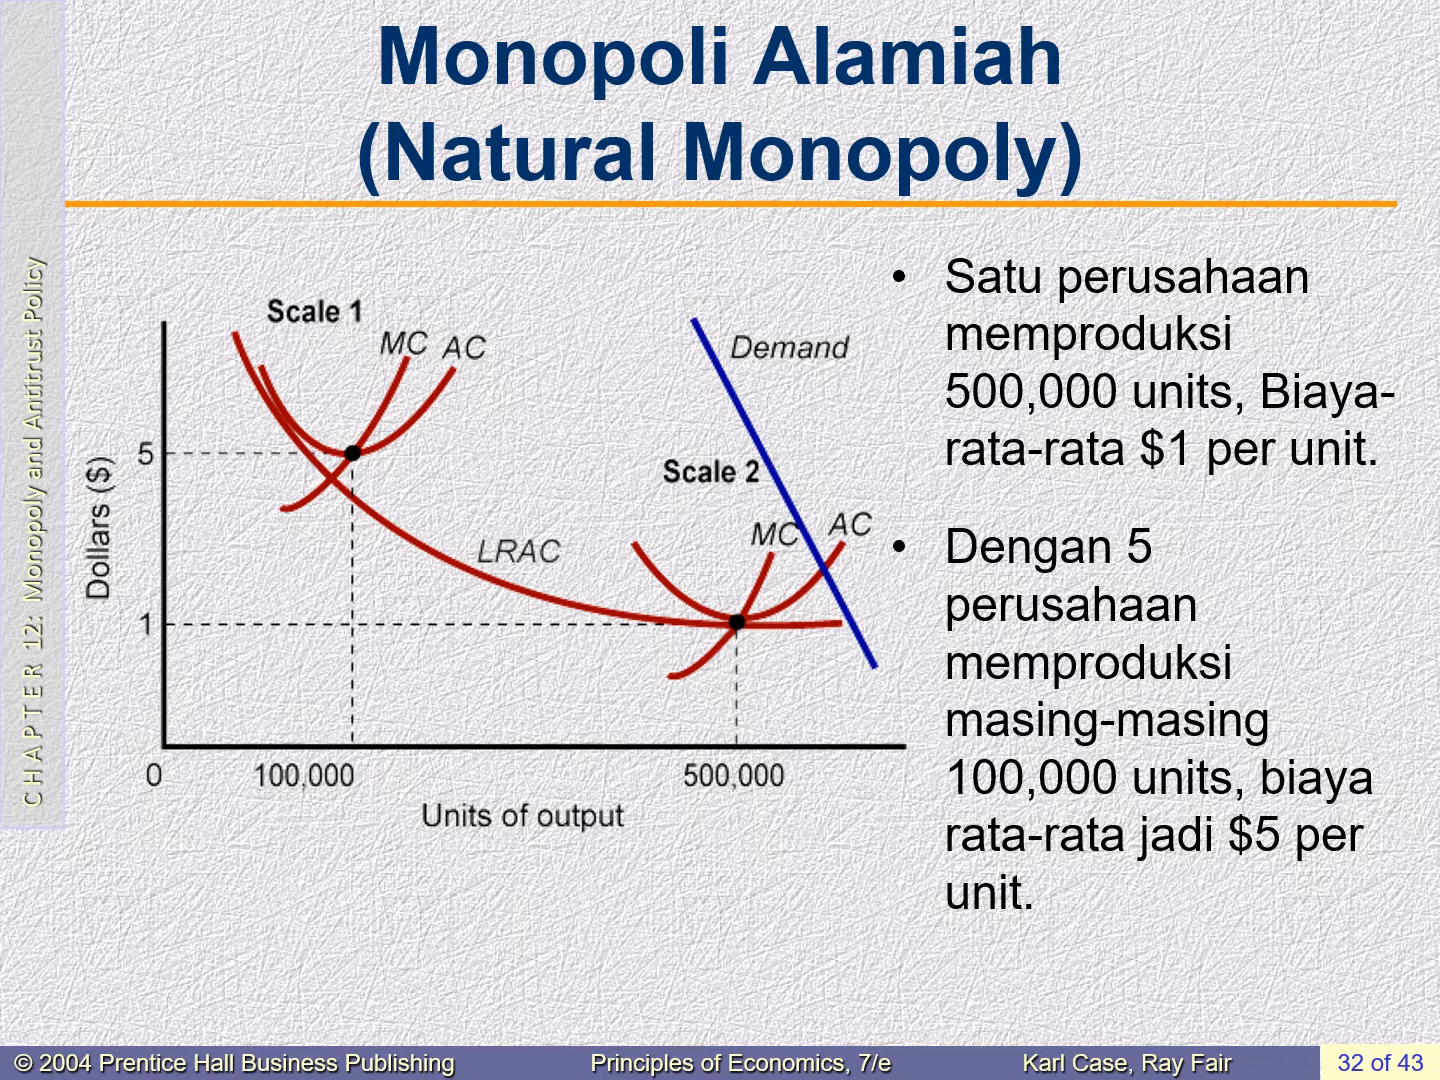 Monopoli Alamiah
(Natural Monopoly)
CHAPTER 12: Monopoly and Antitrust Policy
Scale 1
MC AC
Demand
5
Scale 2
MC AC
LRAC
Dollars ($)
1
0 100,000 500,000
Units of output
• Satu perusahaan
memproduksi
500,000 units, Biaya-
rata-rata $1 per unit.
• Dengan 5
perusahaan
memproduksi
masing-masing
100,000 units, biaya
rata-rata jadi $5 per
unit.
© 2004 Prentice Hall Business Publishing Principles of Economics, 7/e Karl Case, Ray Fair 32 of 43